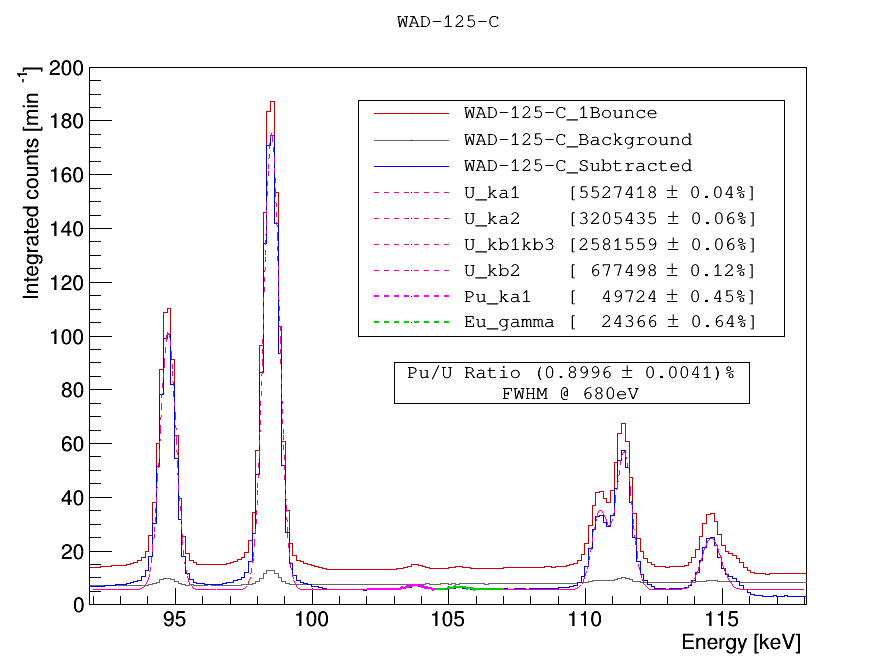 WAD-125-C
Integrated counts [min -1]
200
180
160
140
120
100
80
60
40
20
0
WAD-125-C_1Bounce
WAD-125-C_Background
WAD-125-C_Subtracted
U_ka1 [5527418 ± 0.04%]
U_ka2 [3205435 ± 0.06%]
U_kb1kb3 [2581559 ± 0.06%]
U_kb2 [ 677498 ± 0.12%]
Pu_ka1 [ 49724 ± 0.45%]
Eu_gamma [ 24366 ± 0.64%]
Pu/U Ratio (0.8996 ± 0.0041)%
FWHM @ 680eV
95 100 105 110 115
Energy [keV]